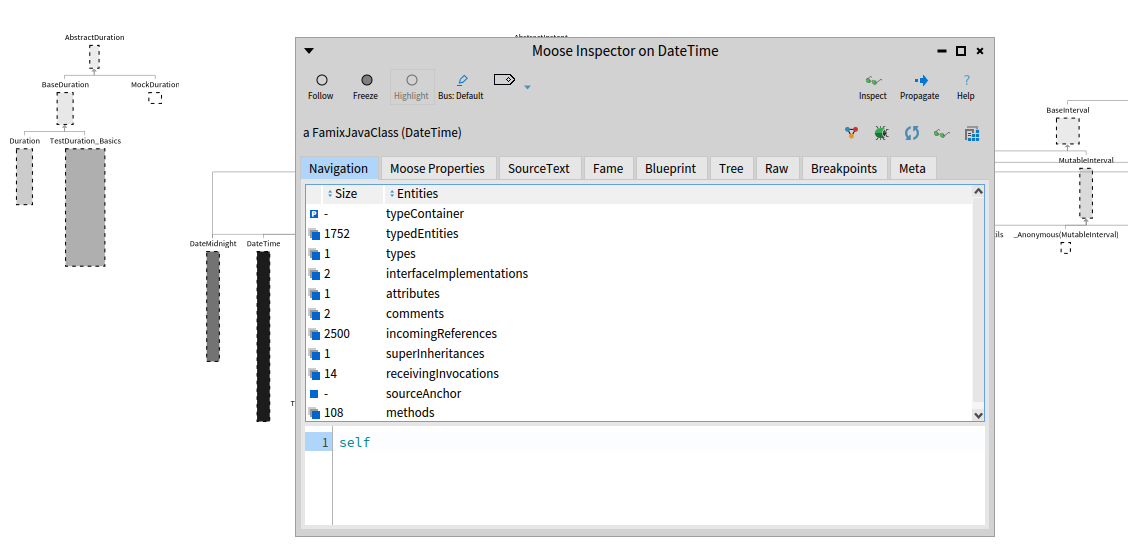 AbstractDuration
BaseDuration
MockDuration
Duration
TestDuration_Basics
DateMidnight
DateTime
Moose Inspector on DateTime
Follow
Freeze
Highlight
Bus: Default
Inspect
Propagate
Help
?
a FamixJavaClass (DateTime)
Navigation
Moose Properties
SourceText
Fame
Blueprint
Tree
Raw
Breakpoints
Meta
Size Entities
P - typeContainer
1752 typedEntities
1 types
2 interfaceImplementations
1 attributes
2 comments
2500 incomingReferences
1 superInheritances
14 receivingInvocations
- sourceAnchor
108 methods
1 self
BaseInterval
MutableInterval
_Anonymous(MutableInterval)